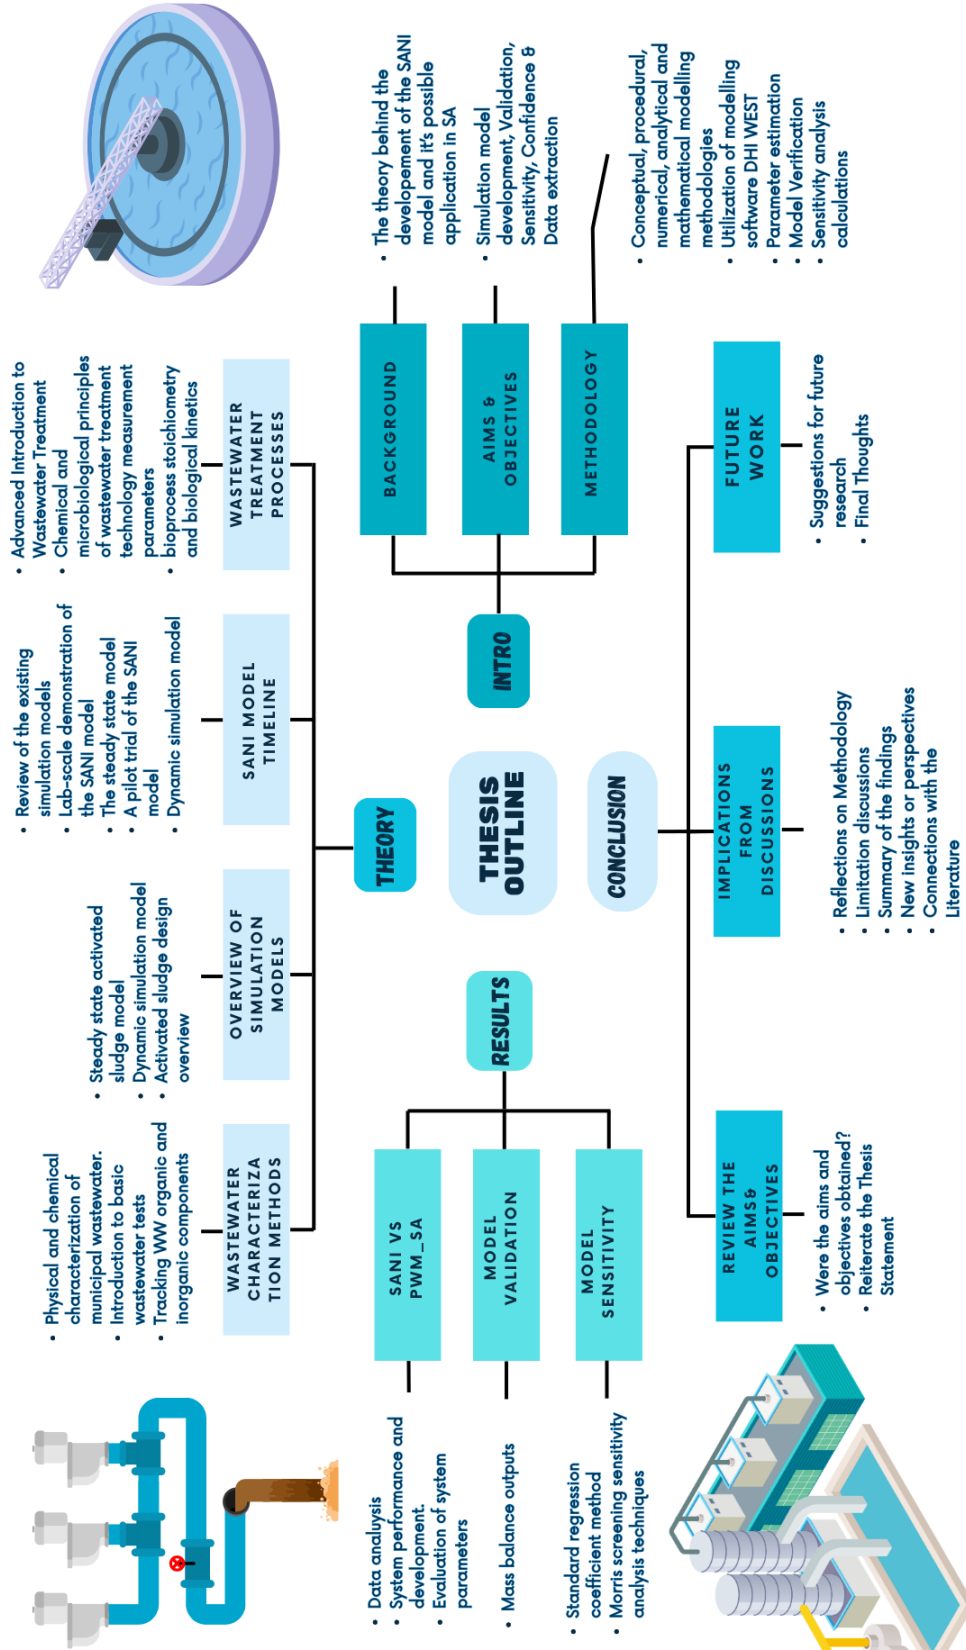 THESIS
OUTLINE
INTRO
BACKGROUND
• The theory behind the
developement of the SANI
model and it's possible
application in SA
AIMS &
OBJECTIVES
• Simulation model
development, Validation,
Sensitivity, Confidence &
Data extraction
METHODOLOGY
• Conceptual, procedural,
numerical, analytical and
mathematical modelling
methodologies
• Utilization of modelling
software DHI WEST
• Parameter estimation
• Model Verification
• Sensitivity analysis
calculations
THEORY
WASTEWATER
CHARACTERIZA
TION METHODS
• Physical and chemical
characterization of
municipal wastewater.
• Introduction to basic
wastewater tests
• Tracking WW organic and
inorganic components
OVERVIEW OF
SIMULATION
MODELS
• Steady state activated
sludge model
• Dynamic simulation model
• Activated sludge design
overview
SANI MODEL
TIMELINE
• Review of the existing
simulation models
• Lab-scale demonstration of
the SANI model
• The steady state model
• A pilot trial of the SANI
model
• Dynamic simulation model
WASTEWATER
TREATMENT
PROCESSES
• Advanced Introduction to
Wastewater Treatment
• Chemical and
microbiological principles
of wastewater treatment
technology measurement
parameters
• bioprocess stoichiometry
and biological kinetics
RESULTS
SANI VS
PWM_SA
• Data analuysis
• System performance and
development.
• Evaluation of system
parameters
MODEL
VALIDATION
• Mass balance outputs
MODEL
SENSITIVITY
• Standard regression
coefficient method
• Morris screening sensitivity
analysis techniques
CONCLUSION
REVIEW THE
AIMS&
OBJECTIVES
• Were the aims and
objectives obtained?
• Reiterate the Thesis
Statement
IMPLICATIONS
FROM
DISCUSSIONS
• Reflections on Methodology
• Limitation discussions
• Summary of the findings
• New insights or perspectives
• Connections with the
Literature
FUTURE
WORK
• Suggestions for future
research
• Final Thoughts